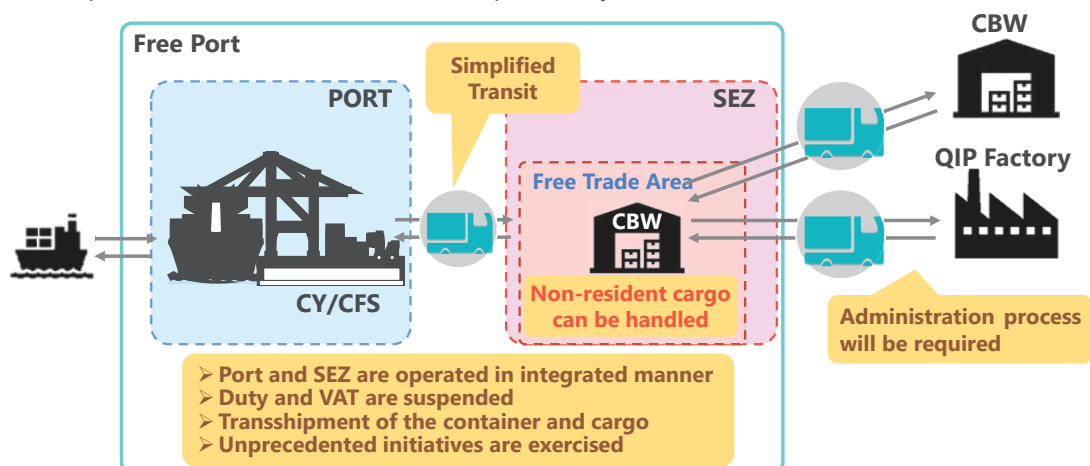 Free Port
PORT
CY/CFS
Simplified
Transit
SEZ
Free Trade Area
CBW
Non-resident cargo
can be handled
CBW
QIP Factory
Administration process
will be required
➢ Port and SEZ are operated in integrated manner
➢ Duty and VAT are suspended
➢ Transshipment of the container and cargo
➢ Unprecedented initiatives are exercised